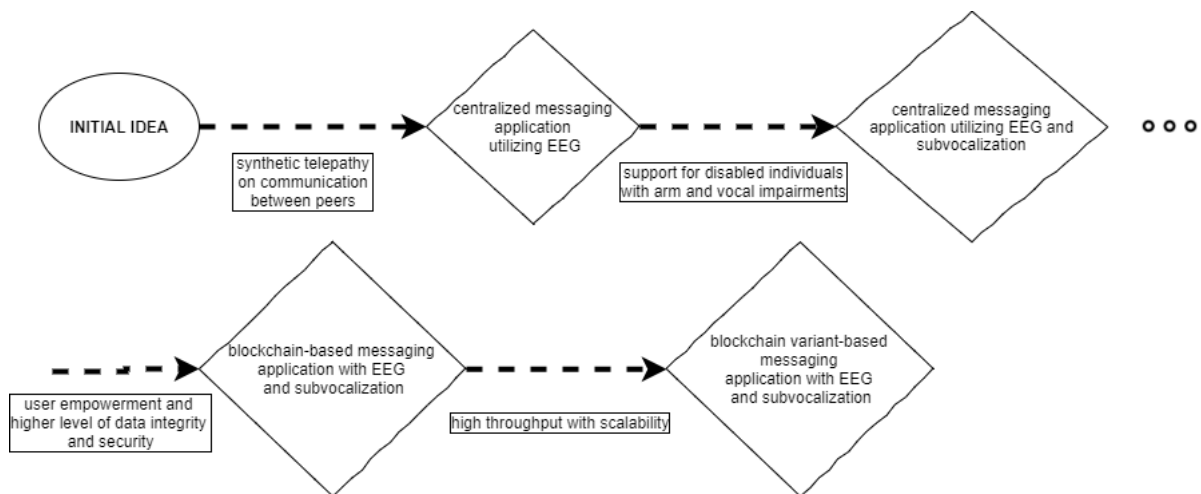 INITIAL IDEA
synthetic telepathy
on communication
between peers
centralized messaging
application
utilizing EEG
support for disabled individuals
with arm and vocal impairments
centralized messaging
application utilizing EEG and
subvocalization
user empowerment and
higher level of data integrity
and security
blockchain-based messaging
application with EEG
and subvocalization
high throughput with scalability
blockchain variant-based
messaging
application with EEG
and subvocalization